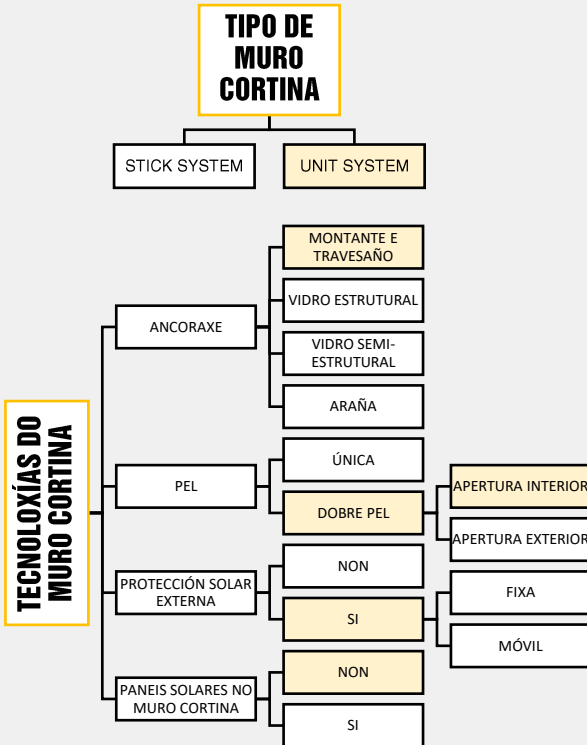 TIPO DE
MURO
CORTINA
STICK SYSTEM
UNIT SYSTEM
TECNOLOXÍAS DO
MURO CORTINA
ANCORAXE
MONTANTE E
TRAVESAÑO
VIDRO ESTRUTURAL
VIDRO SEMI-
ESTRUTURAL
ARAÑA
PEL
ÚNICA
DOBRE PEL
APERTURA INTERIOR
APERTURA EXTERIOR
PROTECCIÓN SOLAR
EXTERNA
NON
SI
FIXA
MÓVIL
PANEIS SOLARES NO
MURO CORTINA
NON
SI